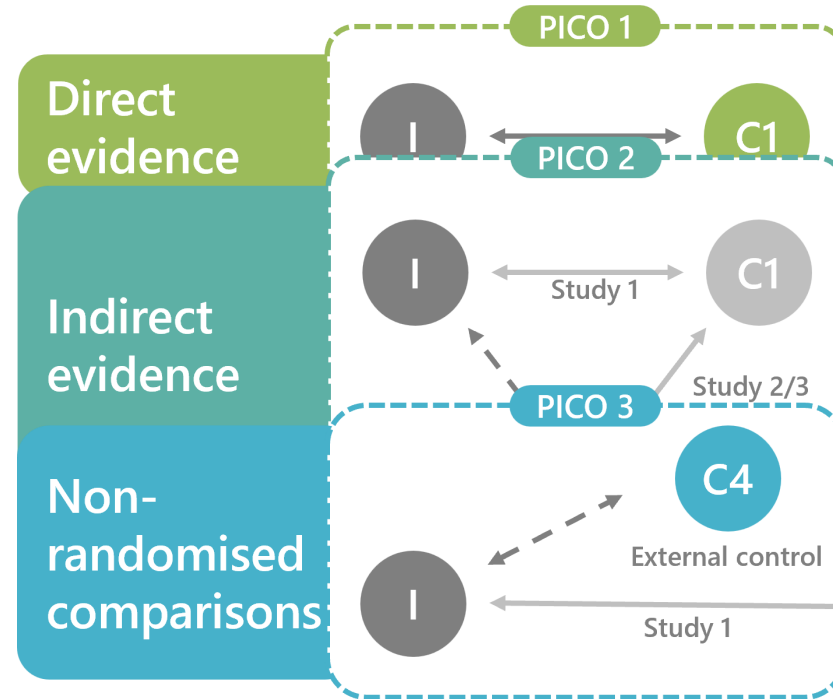 PICO 1
Direct
evidence
I
C1
PICO 2
I
C1
Study 1
Indirect
evidence
Study 2/3
PICO 3
Non-
randomised
comparisons
C4
External control
I
Study 1